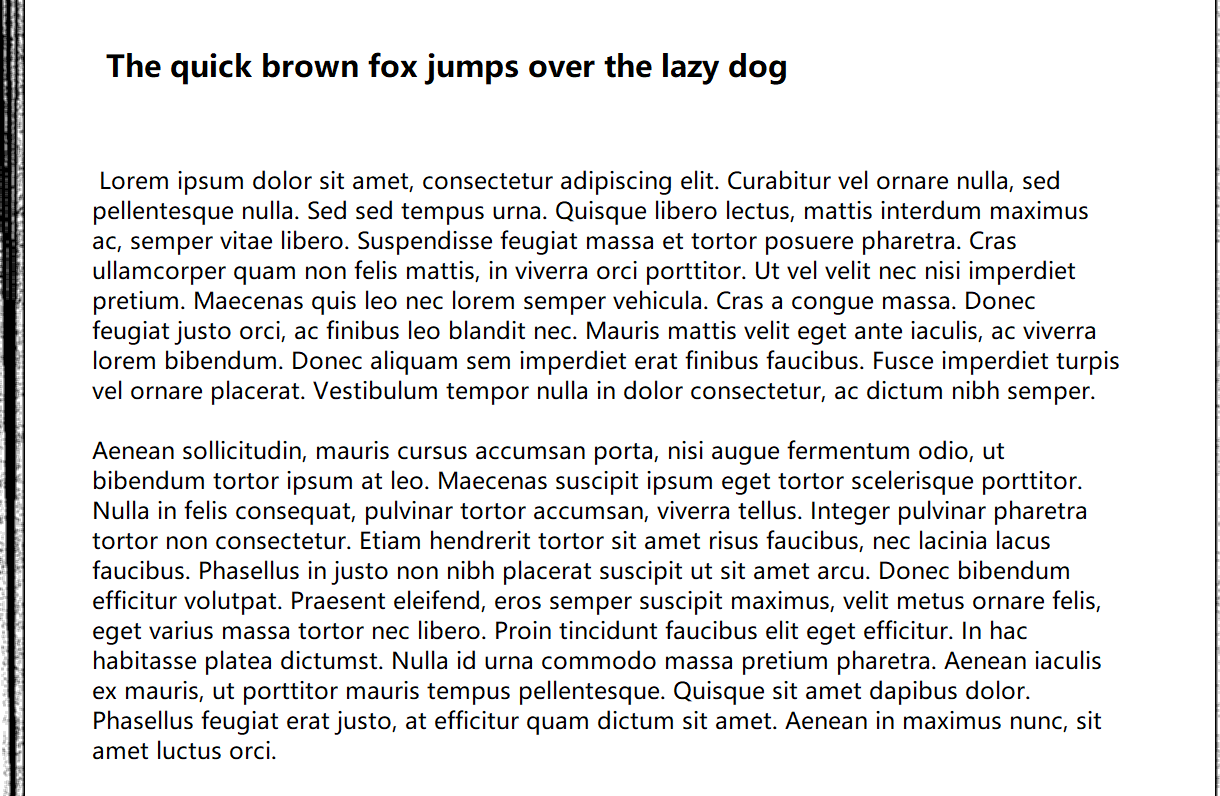 The quick brown fox jumps over the lazy dog
Lorem ipsum dolor sit amet, consectetur adipiscing elit. Curabitur vel ornare nulla, sed
pellentesque nulla. Sed sed tempus urna. Quisque libero lectus, mattis interdum maximus
ac, semper vitae libero. Suspendisse feugiat massa et tortor posuere pharetra. Cras
ullamcorper quam non felis mattis, in viverra orci porttitor. Ut vel velit nec nisi imperdiet
pretium. Maecenas quis leo nec lorem semper vehicula. Cras a congue massa. Donec
feugiat justo orci, ac finibus leo blandit nec. Mauris mattis velit eget ante iaculis, ac viverra
lorem bibendum. Donec aliquam sem imperdiet erat finibus faucibus. Fusce imperdiet turpis
vel ornare placerat. Vestibulum tempor nulla in dolor consectetur, ac dictum nibh semper.
Aenean sollicitudin, mauris cursus accumsan porta, nisi augue fermentum odio, ut
bibendum tortor ipsum at leo. Maecenas suscipit ipsum eget tortor scelerisque porttitor.
Nulla in felis consequat, pulvinar tortor accumsan, viverra tellus. Integer pulvinar pharetra
tortor non consectetur. Etiam hendrerit tortor sit amet risus faucibus, nec lacinia lacus
faucibus. Phasellus in justo non nibh placerat suscipit ut sit amet arcu. Donec bibendum
efficitur volutpat. Praesent eleifend, eros semper suscipit maximus, velit metus ornare felis,
eget varius massa tortor nec libero. Proin tincidunt faucibus elit eget efficitur. In hac
habitasse platea dictumst. Nulla id urna commodo massa pretium pharetra. Aenean iaculis
ex mauris, ut porttitor mauris tempus pellentesque. Quisque sit amet dapibus dolor.
Phasellus feugiat erat justo, at efficitur quam dictum sit amet. Aenean in maximus nunc, sit
amet luctus orci.